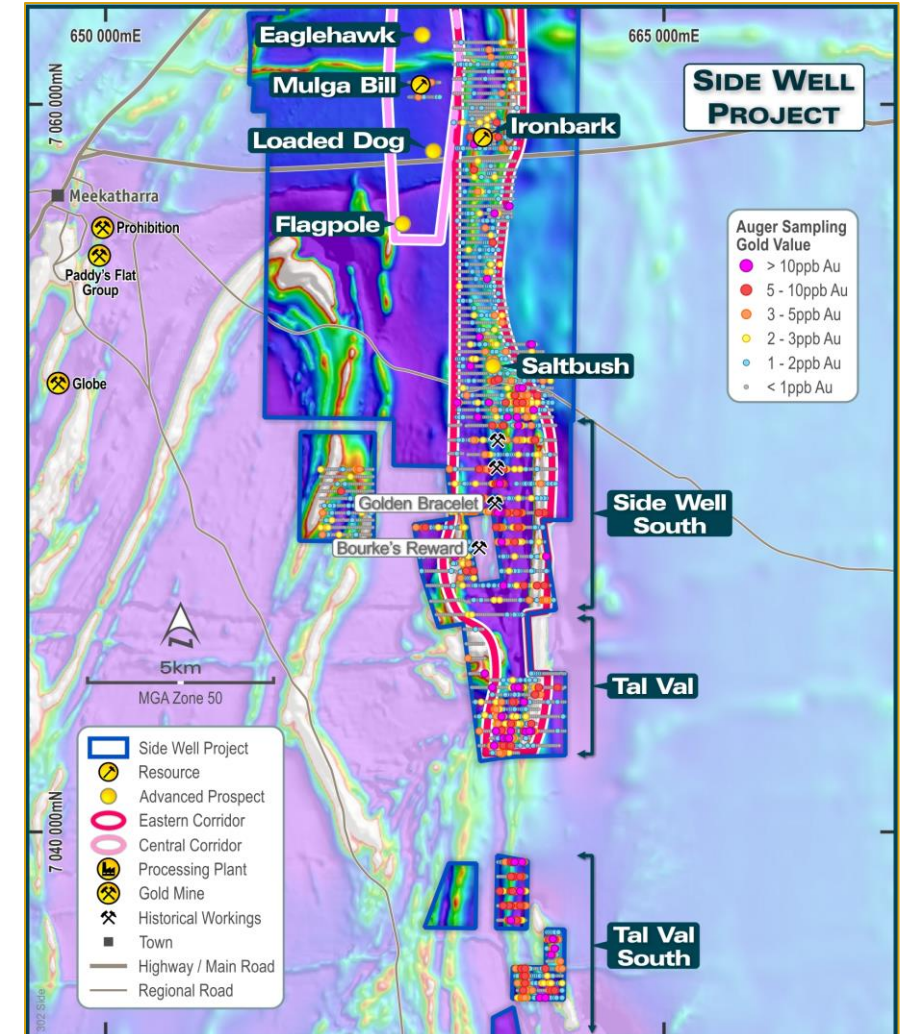 650 000mE
665 000mE
7 060 000mN
7 040 000mN
SIDE WELL
PROJECT
Eaglehawk
Mulga Bill
Ironbark
Loaded Dog
Meekatharra
Prohibition
Flagpole
Paddy's Flat
Group
Auger Sampling
Gold Value
> 10ppb Au
5 - 10ppb Au
3 - 5ppb Au
2 - 3ppb Au
1 - 2ppb Au
< 1ppb Au
Globe
Saltbush
Golden Bracelet
Side Well
South
Bourke's Reward
N
5km
MGA Zone 50
Tal Val
Side Well Project
Resource
Advanced Prospect
Eastern Corridor
Central Corridor
Processing Plant
Gold Mine
Historical Workings
Town
Highway / Main Road
Regional Road
Tal Val
South
302 Side